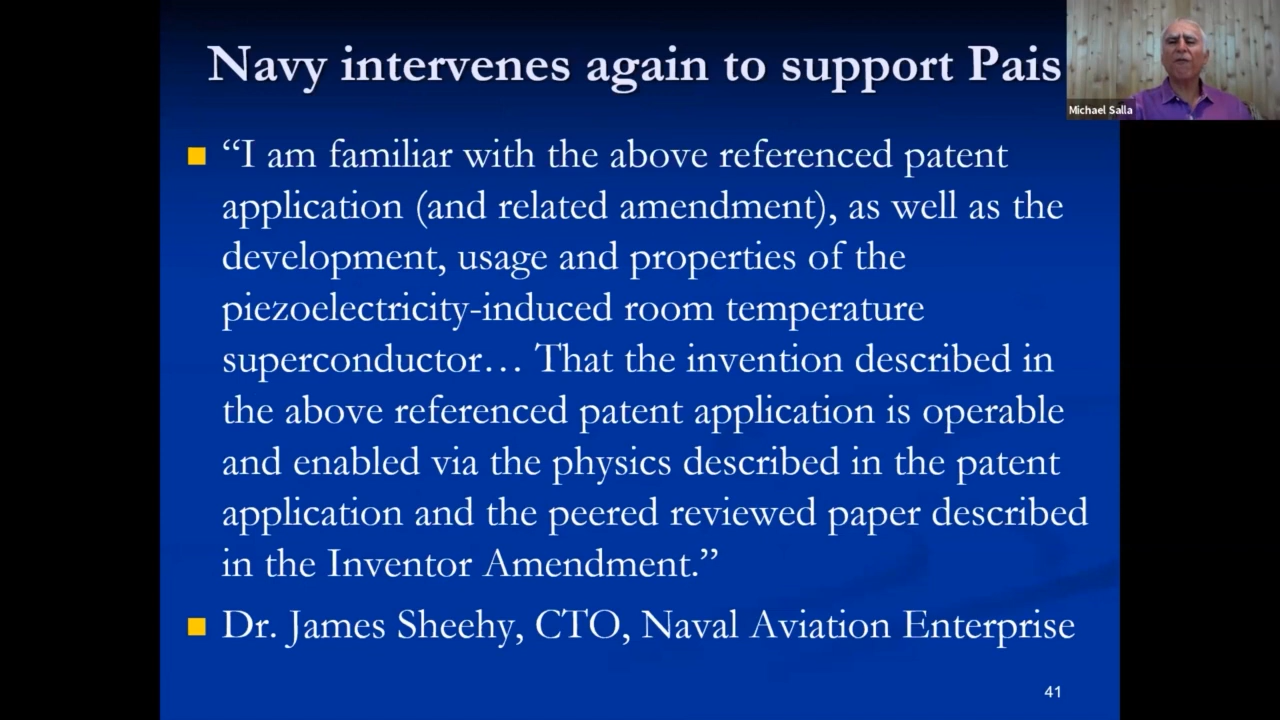 Navy intervenes again to support Pais
Michael Salla
“I am familiar with the above referenced patent
application (and related amendment), as well as the
development, usage and properties of the
piezoelectricity-induced room temperature
superconductor… That the invention described in
the above referenced patent application is operable
and enabled via the physics described in the patent
application and the peered reviewed paper described
in the Inventor Amendment.”
Dr. James Sheehy, CTO, Naval Aviation Enterprise
41